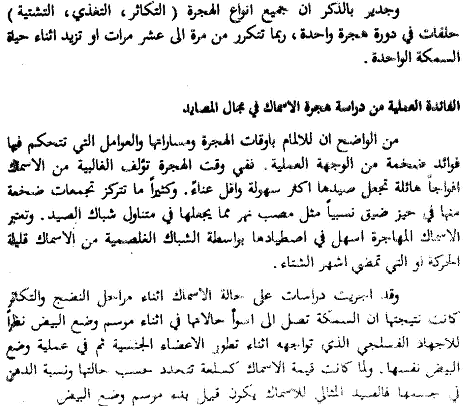 وجدير بالذكر ان جميع انواع الهجرة ( التكاثر، التغذي، التشتية )
حلقات في دورة هجرة واحدة، ربما تتكرر من مرة الى عشر مرات او تزيد اثناء حياة
السمكة الواحدة .
الفائدة العملية من دراسة هجرة الاسماك في مجال المصايد
من الواضح ان للالمام باوقات الهجرة ومساراتها والعوامل التي تتحكم فيها
فوائد ضخمة من الوجهة العملية. ففي وقت الهجرة تؤلف الغالبية من الاسماك
افواجاً هائلة تجعل صيدها اكثر سهولة واقل عناءً. وكثيراً ما تتركز تجمعات ضخمة
منها في حيز ضيق نسبياً مثل مصب نهر مما يجعلها في متناول شباك الصيد. وتعتبر
الاسماك المهاجرة اسهل في اصطيادها بواسطة الشباك الغلصمية من الاسماك قليلة
الحركة او التي تمضي اشهر الشتاء.
وقد اجريت دراسات على حالة الاسماك اثناء مراحل النضج والتكاثر
كانت نتيجتها ان السمكة تصل الى اسوأ حالاتها في اثناء موسم وضع البيض نظراً
للاجهاد الفسلجي الذي تواجهه اثناء تطور الاعضاء الجنسية ثم في عملية وضع
البيض نفسها. ولما كانت قيمة الاسماك كسلعة تتحدد حسب حالتها ونسبة الدهن
في جسمها فالصيد المثالي للاسماك يكون قبيل بدء موسم وضع البيض